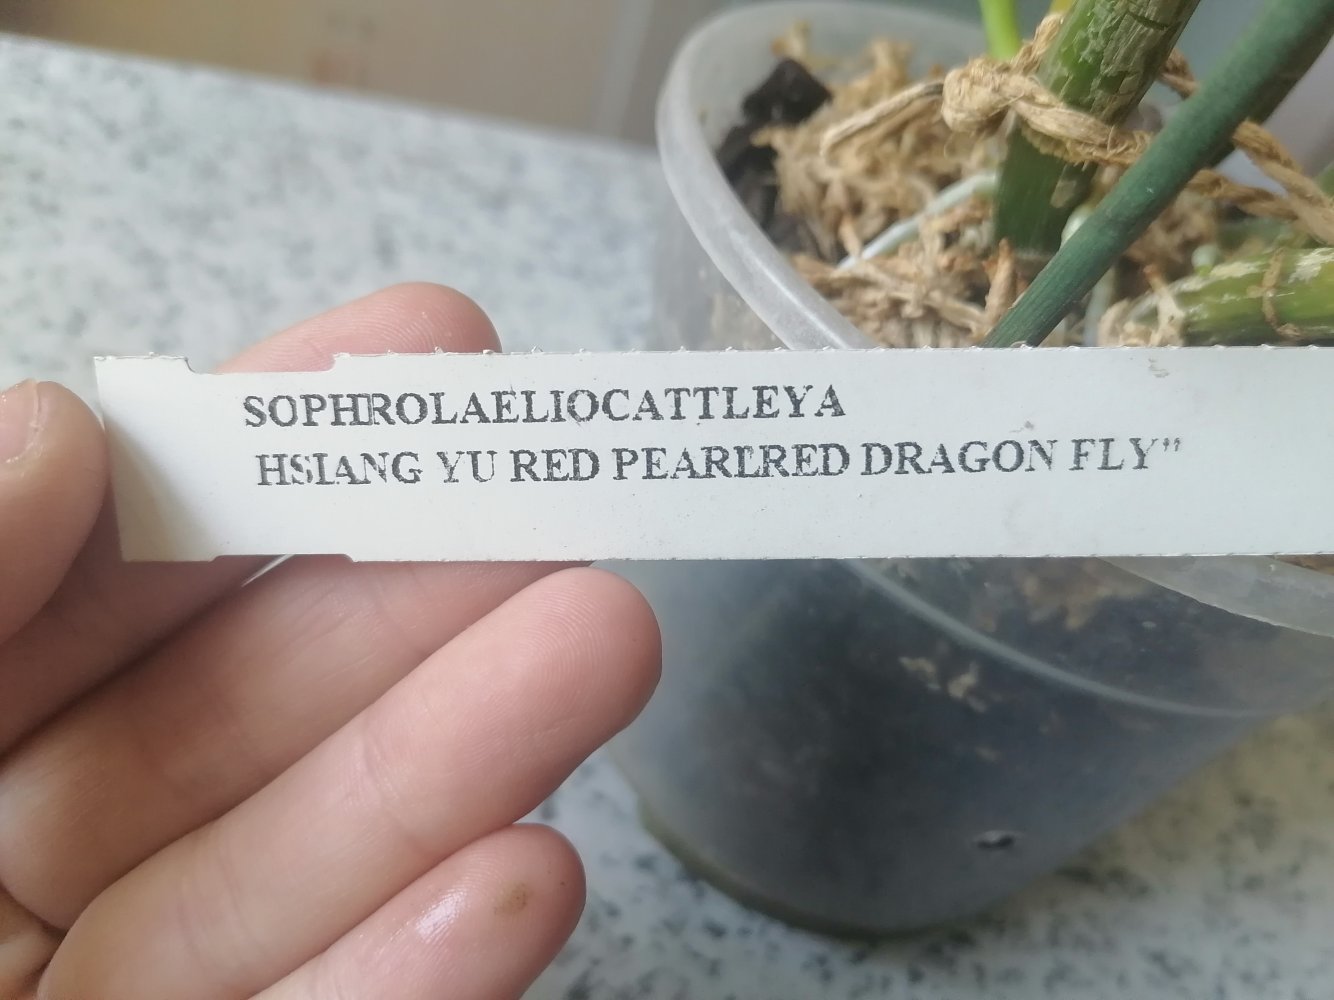 SOPHROLAELIOCATTLEYA
HSIANG YU RED PEARLRED DRAGON FLY"